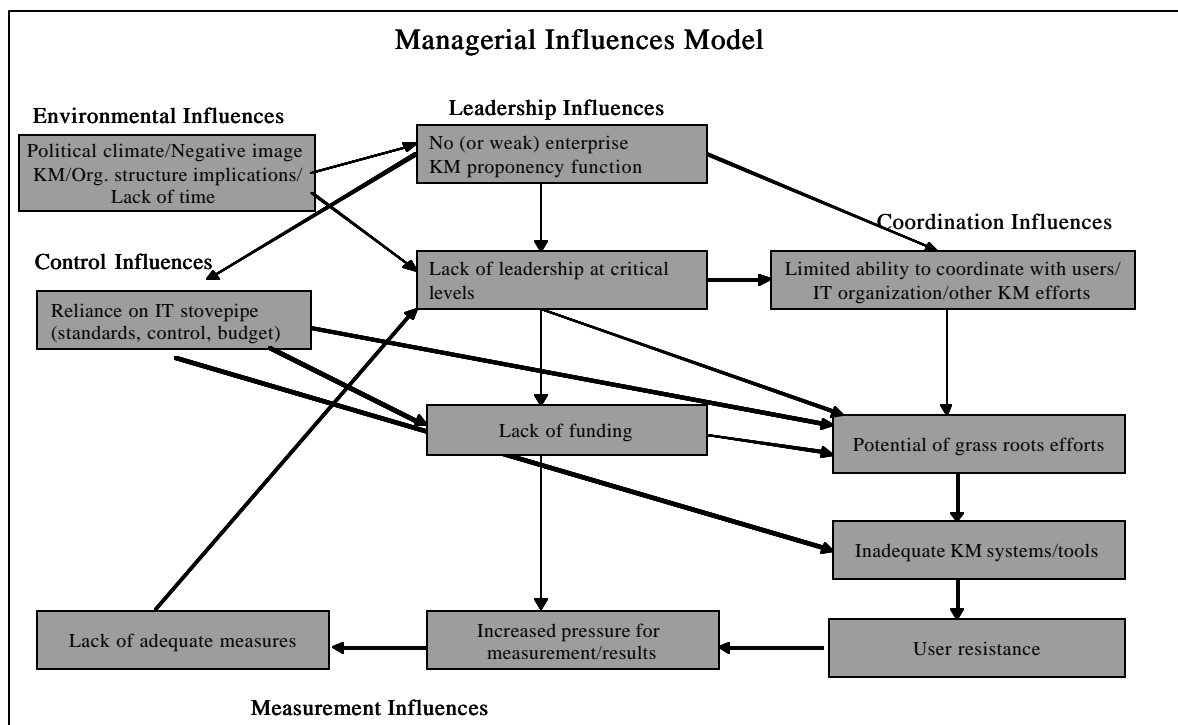 Managerial Influences Model
Environmental Influences
Leadership Influences
Political climate/Negative image
KM/Org. structure implications/
Lack of time
No (or weak) enterprise
KM proponency function
Coordination Influences
Control Influences
Lack of leadership at critical
levels
Limited ability to coordinate with users/
IT organization/other KM efforts
Reliance on IT stovepipe
(standards, control, budget)
Lack of funding
Potential of grass roots efforts
Inadequate KM systems/tools
Lack of adequate measures
Increased pressure for
measurement/results
User resistance
Measurement Influences